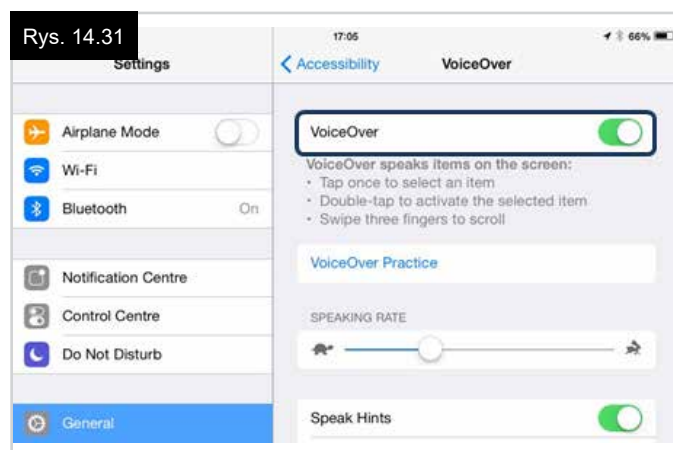 Rys. 14.31
17:05
66%
Settings
Accessibility
VoiceOver
Airplane Mode
Wi-Fi
Bluetooth On
Notification Centre
Control Centre
Do Not Disturb
General
VoiceOver
VoiceOver speaks items on the screen:
• Tap once to select an item
• Double-tap to activate the selected item
• Swipe three fingers to scroll
VoiceOver Practice
SPEAKING RATE
Speak Hints